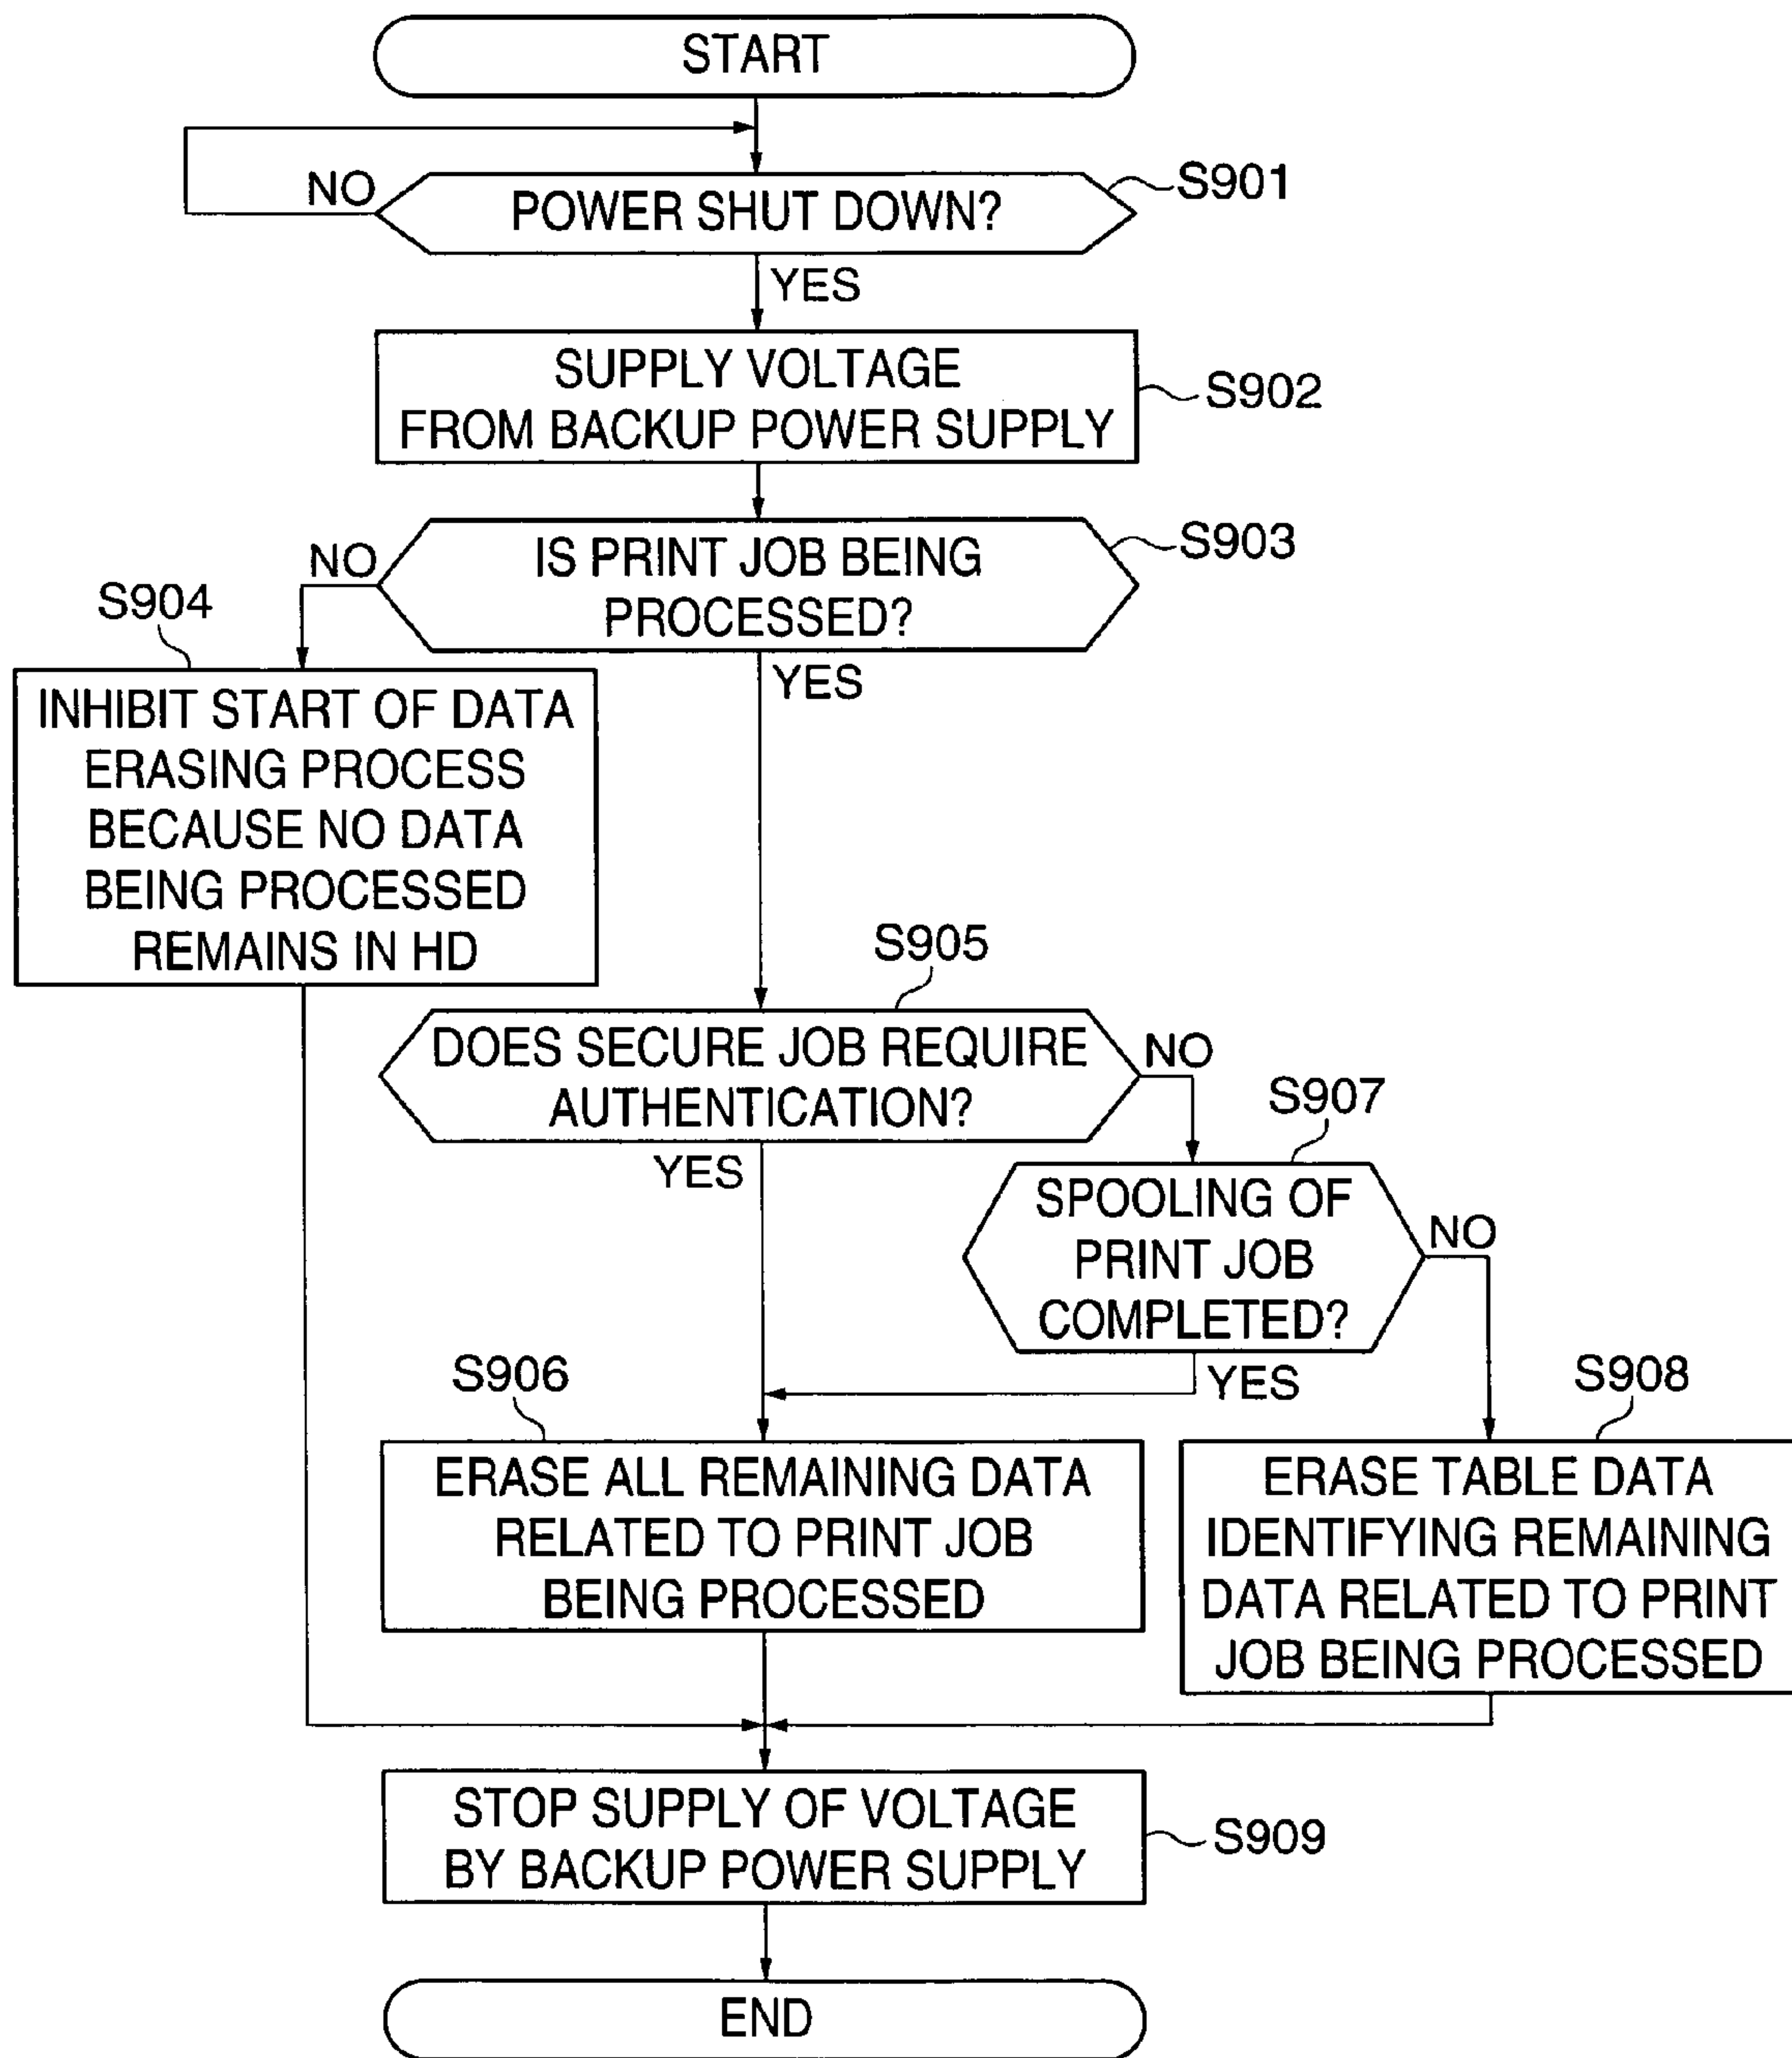 START
NO
POWER SHUT DOWN?
S901
YES
SUPPLY VOLTAGE
FROM BACKUP POWER SUPPLY
S902
NO
IS PRINT JOB BEING
PROCESSED?
S903
S904
YES
INHIBIT START OF DATA
ERASING PROCESS
BECAUSE NO DATA
BEING PROCESSED
REMAINS IN HD
S905
DOES SECURE JOB REQUIRE
AUTHENTICATION?
NO
YES
S907
SPOOLING OF
PRINT JOB
COMPLETED?
NO
YES
S906
ERASE ALL REMAINING DATA
RELATED TO PRINT JOB
BEING PROCESSED
S908
ERASE TABLE DATA
IDENTIFYING REMAINING
DATA RELATED TO PRINT
JOB BEING PROCESSED
STOP SUPPLY OF VOLTAGE
BY BACKUP POWER SUPPLY
S909
END